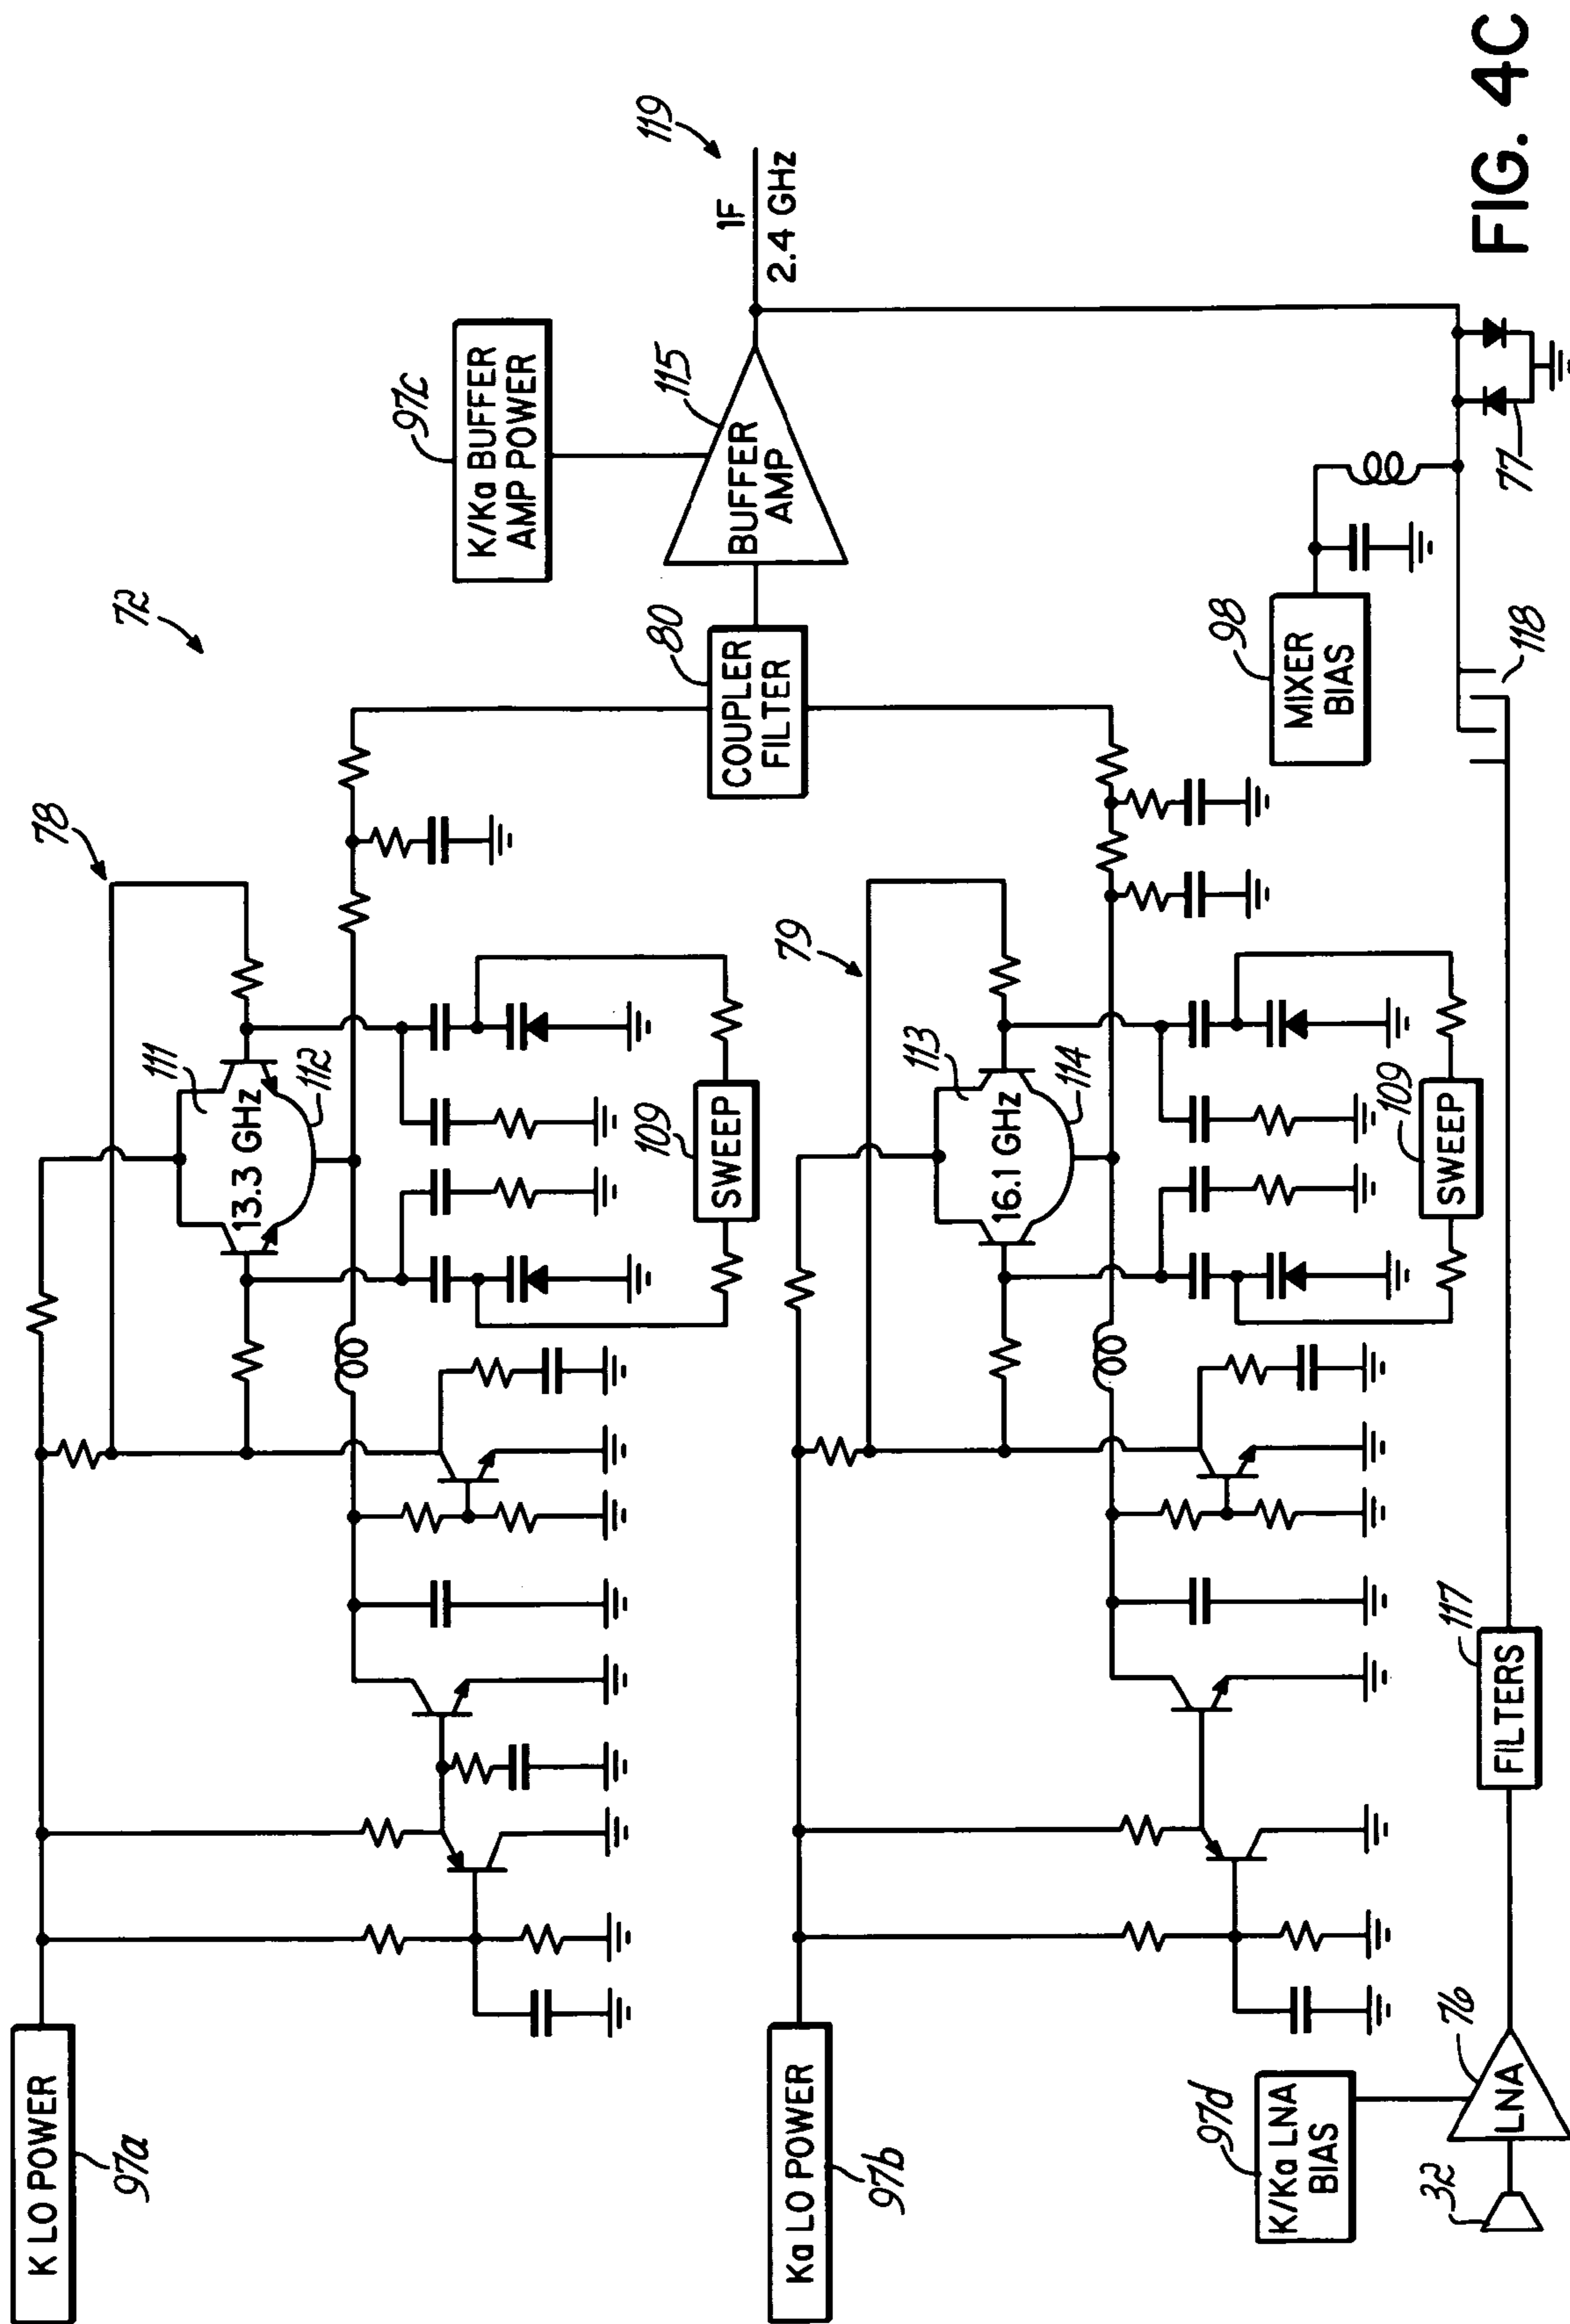 72
K LO POWER
97a
78
111
13.3 GHz
112
109
SWEEP
K/Ka BUFFER
AMP POWER
97c
COUPLER
FILTER
80
BUFFER
AMP
115
119
1F
2.4 GHz
Ka LO POWER
97b
79
113
16.1 GHz
114
109
SWEEP
K/Ka LNA
BIAS
97d
32
LNA
76
FILTERS
117
118
MIXER
BIAS
98
77
FIG. 4C